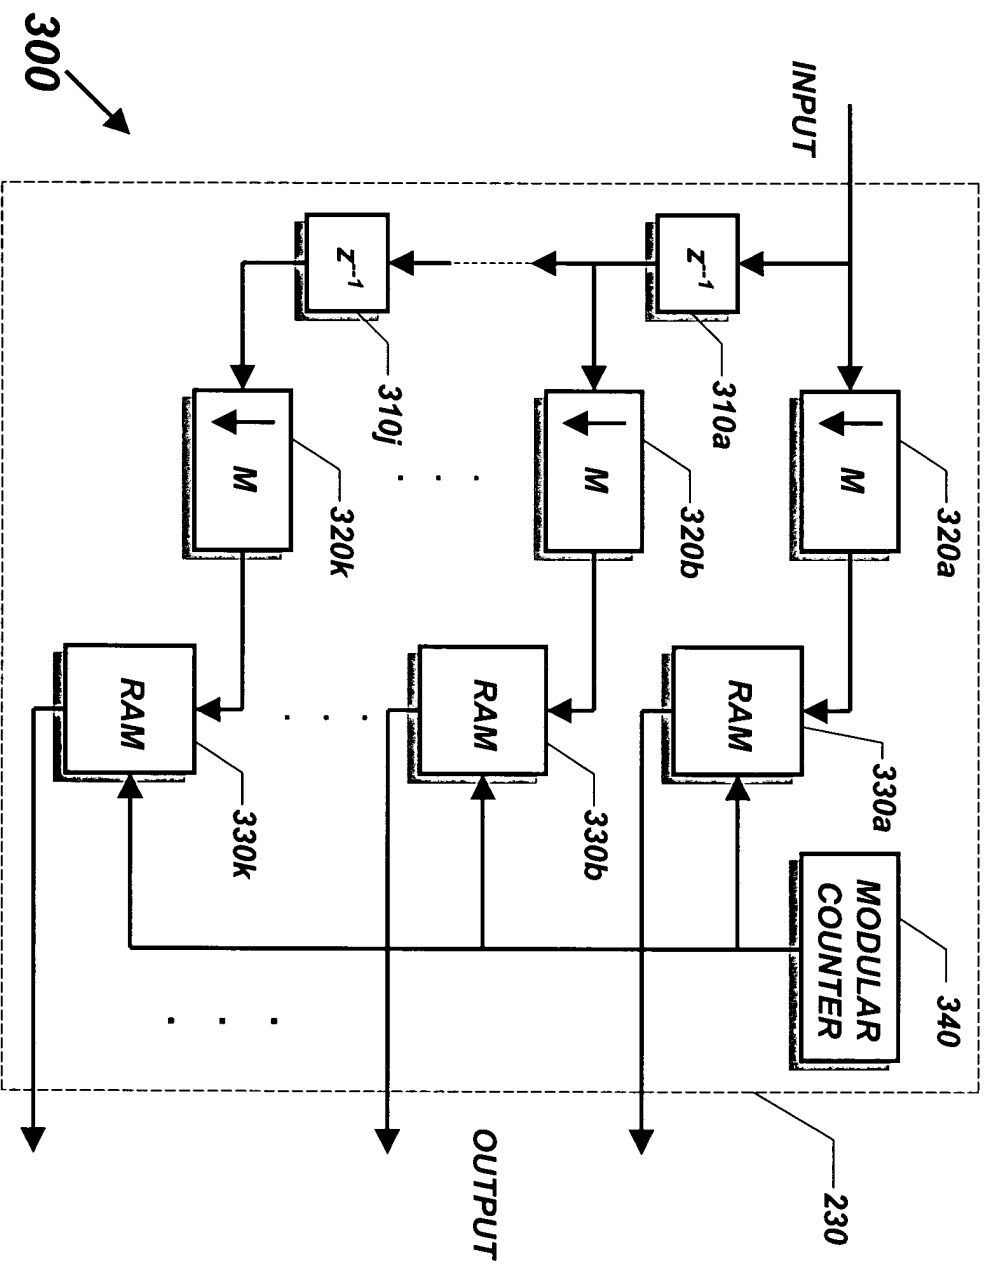 300
INPUT
230
z⁻¹
310a
z⁻¹
310j
↓ M
320a
↓ M
320b
↓ M
320k
. . .
RAM
330a
RAM
330b
RAM
330k
. . .
MODULAR
COUNTER
340
. . .
OUTPUT